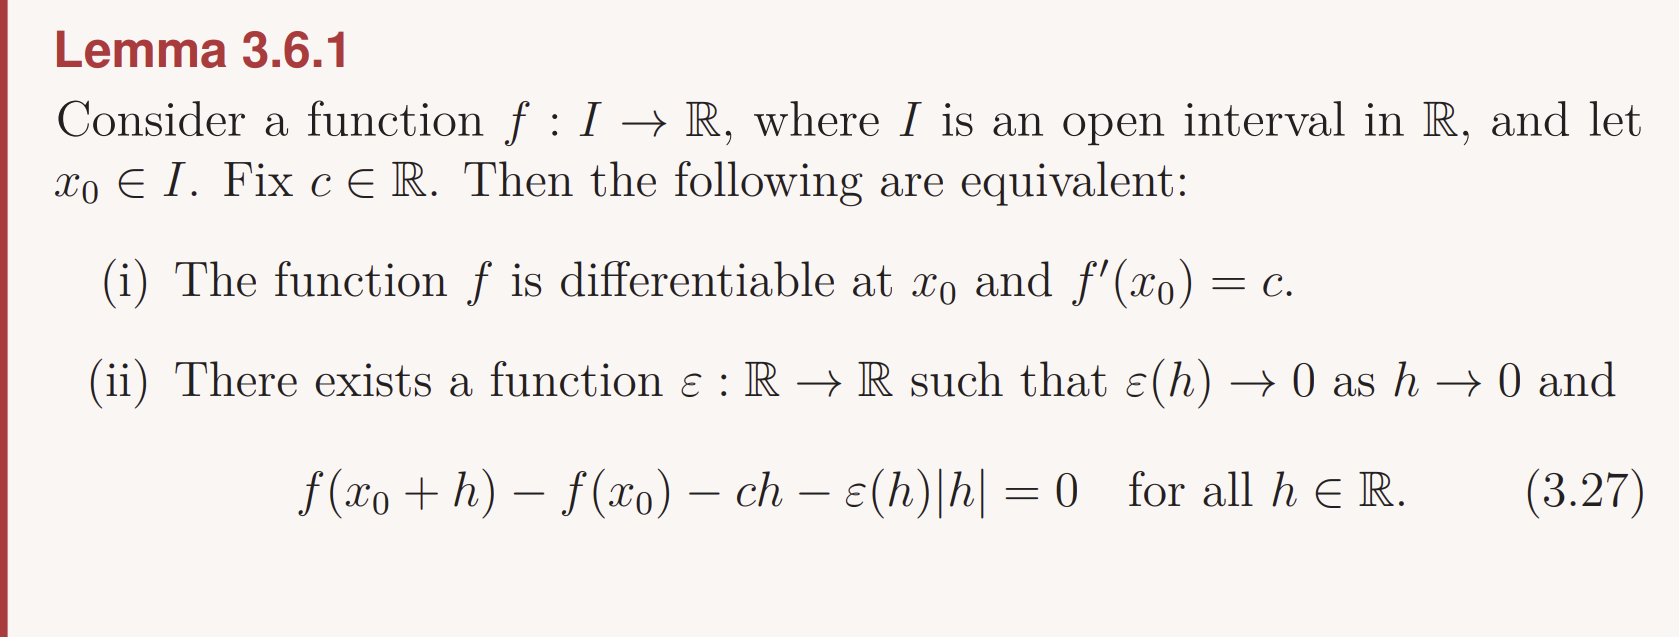 Lemma 3.6.1
Consider a function f : I → ℝ, where I is an open interval in ℝ, and let
x₀ ∈ I. Fix c ∈ ℝ. Then the following are equivalent:
(i) The function f is differentiable at x₀ and f′(x₀) = c.
(ii) There exists a function ε : ℝ → ℝ such that ε(h) → 0 as h → 0 and
f(x₀ + h) − f(x₀) − ch − ε(h)|h| = 0 for all h ∈ ℝ. (3.27)